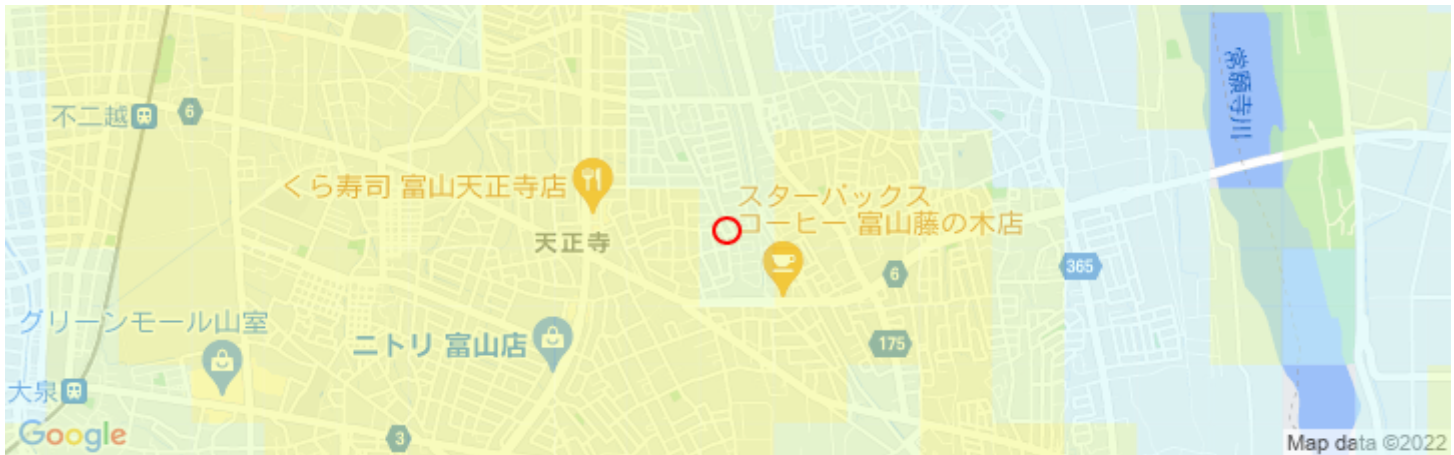 常願寺川
不二越
6
くら寿司 富山天正寺店
スターバックス
コーヒー 富山藤の木店
天正寺
365
6
グリーンモール山室
ニトリ 富山店
175
大泉
3
Google
Map data ©2022